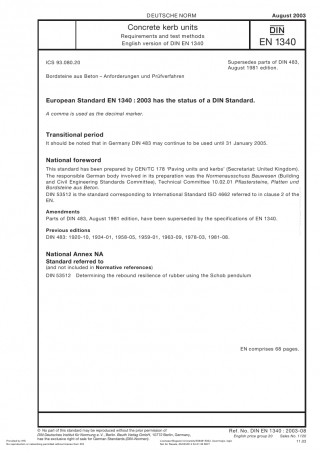 DEUTSCHE NORM
August 2003
Concrete kerb units
Requirements and test methods
English version of DIN EN 1340
DIN
EN 1340
ICS 93.080.20
Supersedes parts of DIN 483,
August 1981 edition.
Bordsteine aus Beton – Anforderungen und Prüfverfahren
European Standard EN 1340 : 2003 has the status of a DIN Standard.
A comma is used as the decimal marker.
Transitional period
It should be noted that in Germany DIN 483 may continue to be used until 31 January 2005.
National foreword
This standard has been prepared by CEN/TC 178 'Paving units and kerbs' (Secretariat: United Kingdom).
The responsible German body involved in its preparation was the Normenausschuss Bauwesen (Building
and Civil Engineering Standards Committee), Technical Committee 10.02.01 Pflastersteine, Platten und
Bordsteine aus Beton.
DIN 53512 is the standard corresponding to International Standard ISO 4662 referred to in clause 2 of the
EN.
Amendments
Parts of DIN 483, August 1981 edition, have been superseded by the specifications of EN 1340.
Previous editions
DIN 483: 1920-10, 1934-01, 1958-05, 1959-01, 1963-09, 1978-03, 1981-08.
National Annex NA
Standard referred to
(and not included in Normative references)
DIN 53512 Determining the rebound resilience of rubber using the Schob pendulum
EN comprises 68 pages.
© No part of this standard may be reproduced without the prior permission of
DIN Deutsches Institut für Normung e. V., Berlin. Beuth Verlag GmbH, 10772 Berlin, Germany,
has the exclusive right of sale for German Standards (DIN-Normen).
Ref. No. DIN EN 1340 : 2003-08
English price group 20 Sales No. 1120
11.03